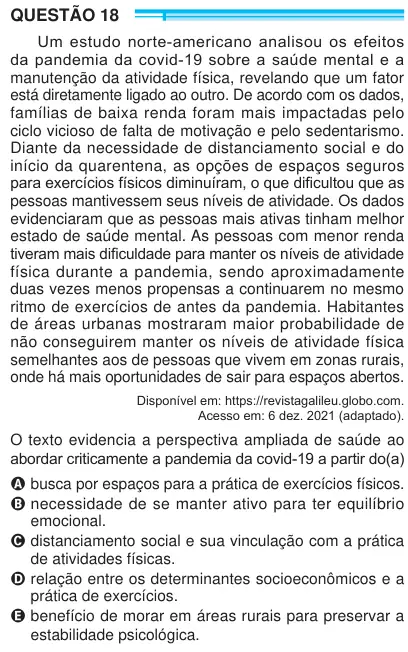 QUESTÃO 18
Um estudo norte-americano analisou os efeitos
da pandemia da covid-19 sobre a saúde mental e a
manutenção da atividade física, revelando que um fator
está diretamente ligado ao outro. De acordo com os dados,
famílias de baixa renda foram mais impactadas pelo
ciclo vicioso de falta de motivação e pelo sedentarismo.
Diante da necessidade de distanciamento social e do
início da quarentena, as opções de espaços seguros
para exercícios físicos diminuíram, o que dificultou que as
pessoas mantivessem seus níveis de atividade. Os dados
evidenciaram que as pessoas mais ativas tinham melhor
estado de saúde mental. As pessoas com menor renda
tiveram mais dificuldade para manter os níveis de atividade
física durante a pandemia, sendo aproximadamente
duas vezes menos propensas a continuarem no mesmo
ritmo de exercícios de antes da pandemia. Habitantes
de áreas urbanas mostraram maior probabilidade de
não conseguirem manter os níveis de atividade física
semelhantes aos de pessoas que vivem em zonas rurais,
onde há mais oportunidades de sair para espaços abertos.
Disponível em: https://revistagalileu.globo.com.
Acesso em: 6 dez. 2021 (adaptado).
O texto evidencia a perspectiva ampliada de saúde ao
abordar criticamente a pandemia da covid-19 a partir do(a)
A busca por espaços para a prática de exercícios físicos.
B necessidade de se manter ativo para ter equilíbrio
emocional.
C distanciamento social e sua vinculação com a prática
de atividades físicas.
D relação entre os determinantes socioeconômicos e a
prática de exercícios.
E benefício de morar em áreas rurais para preservar a
estabilidade psicológica.